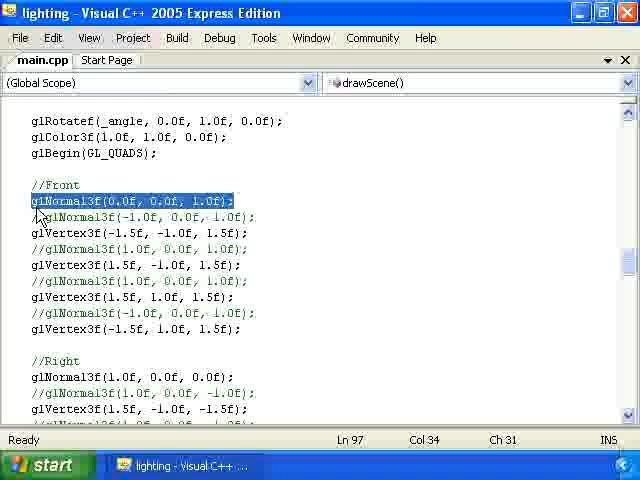 lighting - Visual C++ 2005 Express Edition
File Edit View Project Build Debug Tools Window Community Help
main.cpp Start Page
(Global Scope) drawScene()
glRotatef(_angle, 0.0f, 1.0f, 0.0f);
glColor3f(1.0f, 1.0f, 0.0f);
glBegin(GL_QUADS);
//Front
glNormal3f(0.0f, 0.0f, 1.0f);
//glNormal3f(-1.0f, 0.0f, 1.0f);
glVertex3f(-1.5f, -1.0f, 1.5f);
//glNormal3f(1.0f, 0.0f, 1.0f);
glVertex3f(1.5f, -1.0f, 1.5f);
//glNormal3f(1.0f, 0.0f, 1.0f);
glVertex3f(1.5f, 1.0f, 1.5f);
//glNormal3f(-1.0f, 0.0f, 1.0f);
glVertex3f(-1.5f, 1.0f, 1.5f);
//Right
glNormal3f(1.0f, 0.0f, 0.0f);
//glNormal3f(1.0f, 0.0f, -1.0f);
glVertex3f(1.5f, -1.0f, -1.5f);
Ready Ln 97 Col 34 Ch 31 INS
start lighting - Visual C++ ...